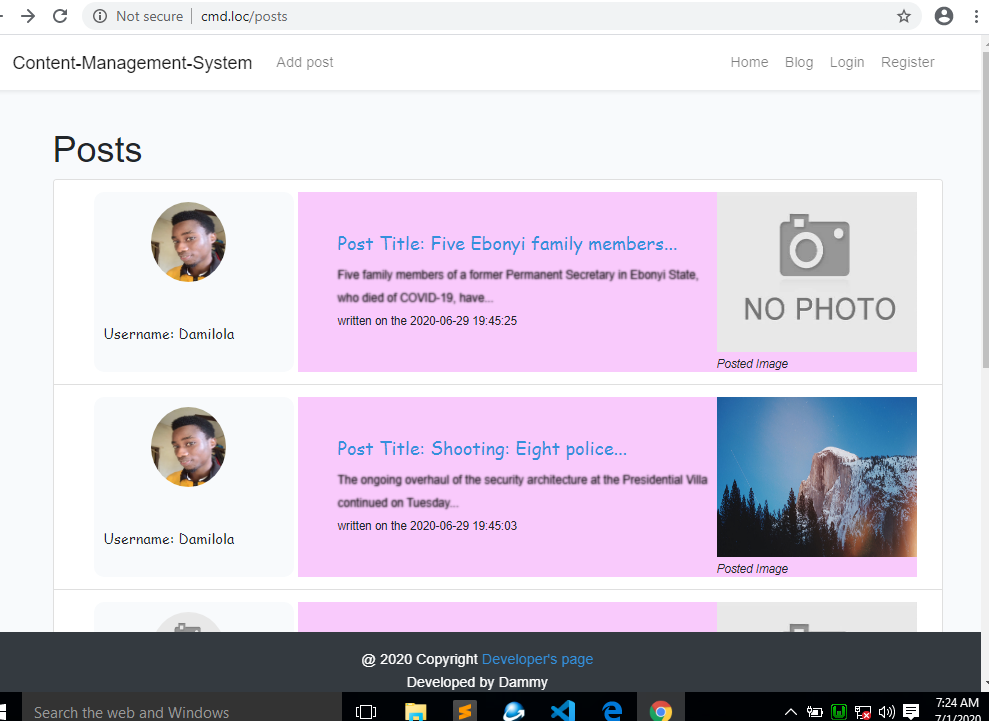 Not secure | cmd.loc/posts
Content-Management-System Add post Home Blog Login Register
Posts
Post Title: Five Ebonyi family members...
Five family members of a former Permanent Secretary in Ebonyi State,
who died of COVID-19, have...
written on the 2020-06-29 19:45:25
Username: Damilola
NO PHOTO
Posted Image
Post Title: Shooting: Eight police...
The ongoing overhaul of the security architecture at the Presidential Villa
continued on Tuesday...
written on the 2020-06-29 19:45:03
Username: Damilola
Posted Image
@ 2020 Copyright Developer's page
Developed by Dammy
Search the web and Windows
7:24 AM
7/1/2020